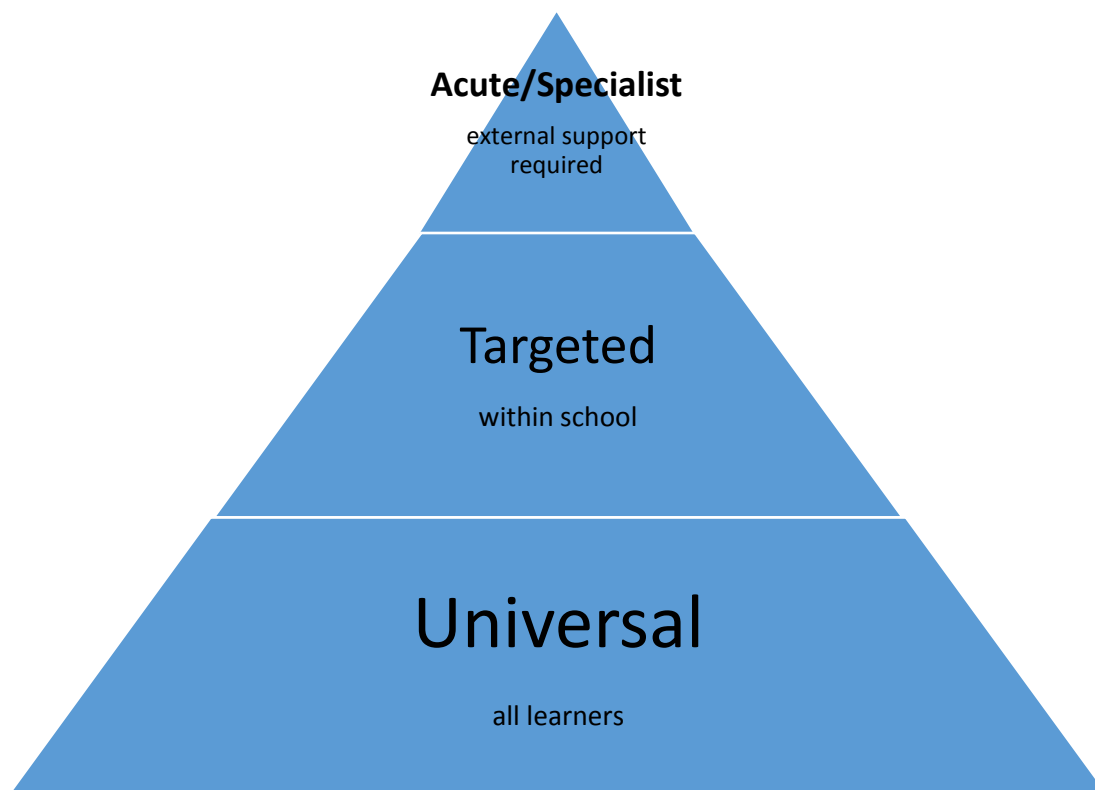 Acute/Specialist
external support
required
Targeted
within school
Universal
all learners